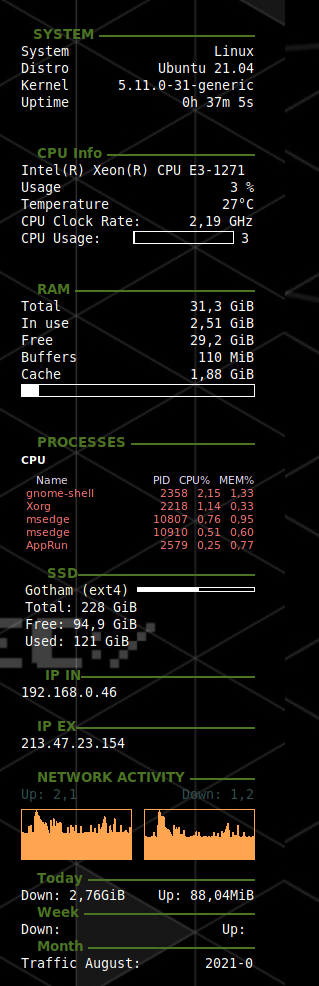 SYSTEM
System Linux
Distro Ubuntu 21.04
Kernel 5.11.0-31-generic
Uptime 0h 37m 5s
CPU Info
Intel(R) Xeon(R) CPU E3-1271
Usage 3 %
Temperature 27°C
CPU Clock Rate: 2,19 GHz
CPU Usage: 3
RAM
Total 31,3 GiB
In use 2,51 GiB
Free 29,2 GiB
Buffers 110 MiB
Cache 1,88 GiB
PROCESSES
CPU
Name PID CPU% MEM%
gnome-shell 2358 2,15 1,33
Xorg 2218 1,14 0,33
msedge 10807 0,76 0,95
msedge 10910 0,51 0,60
AppRun 2579 0,25 0,77
SSD
Gotham (ext4)
Total: 228 GiB
Free: 94,9 GiB
Used: 121 GiB
IP IN
192.168.0.46
IP EX
213.47.23.154
NETWORK ACTIVITY
Up: 2,1 Down: 1,2
Today
Down: 2,76GiB Up: 88,04MiB
Week
Down: Up:
Month
Traffic August: 2021-0